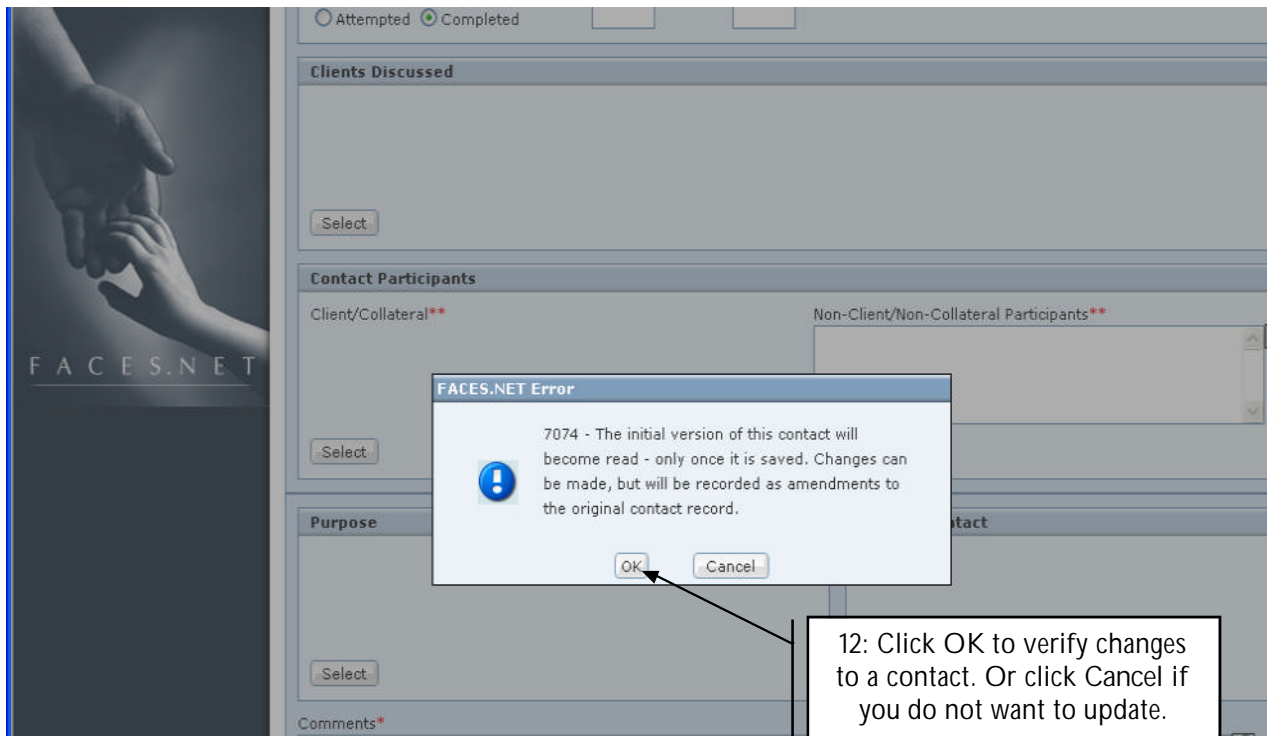 Attempted Completed
Clients Discussed
Select
Contact Participants
Client/Collateral**
Non-Client/Non-Collateral Participants**
FACES.NET
FACES.NET Error
7074 - The initial version of this contact will
become read - only once it is saved. Changes can
be made, but will be recorded as amendments to
the original contact record.
OK Cancel
Select
Purpose
tact
12: Click OK to verify changes
to a contact. Or click Cancel if
you do not want to update.
Select
Comments*